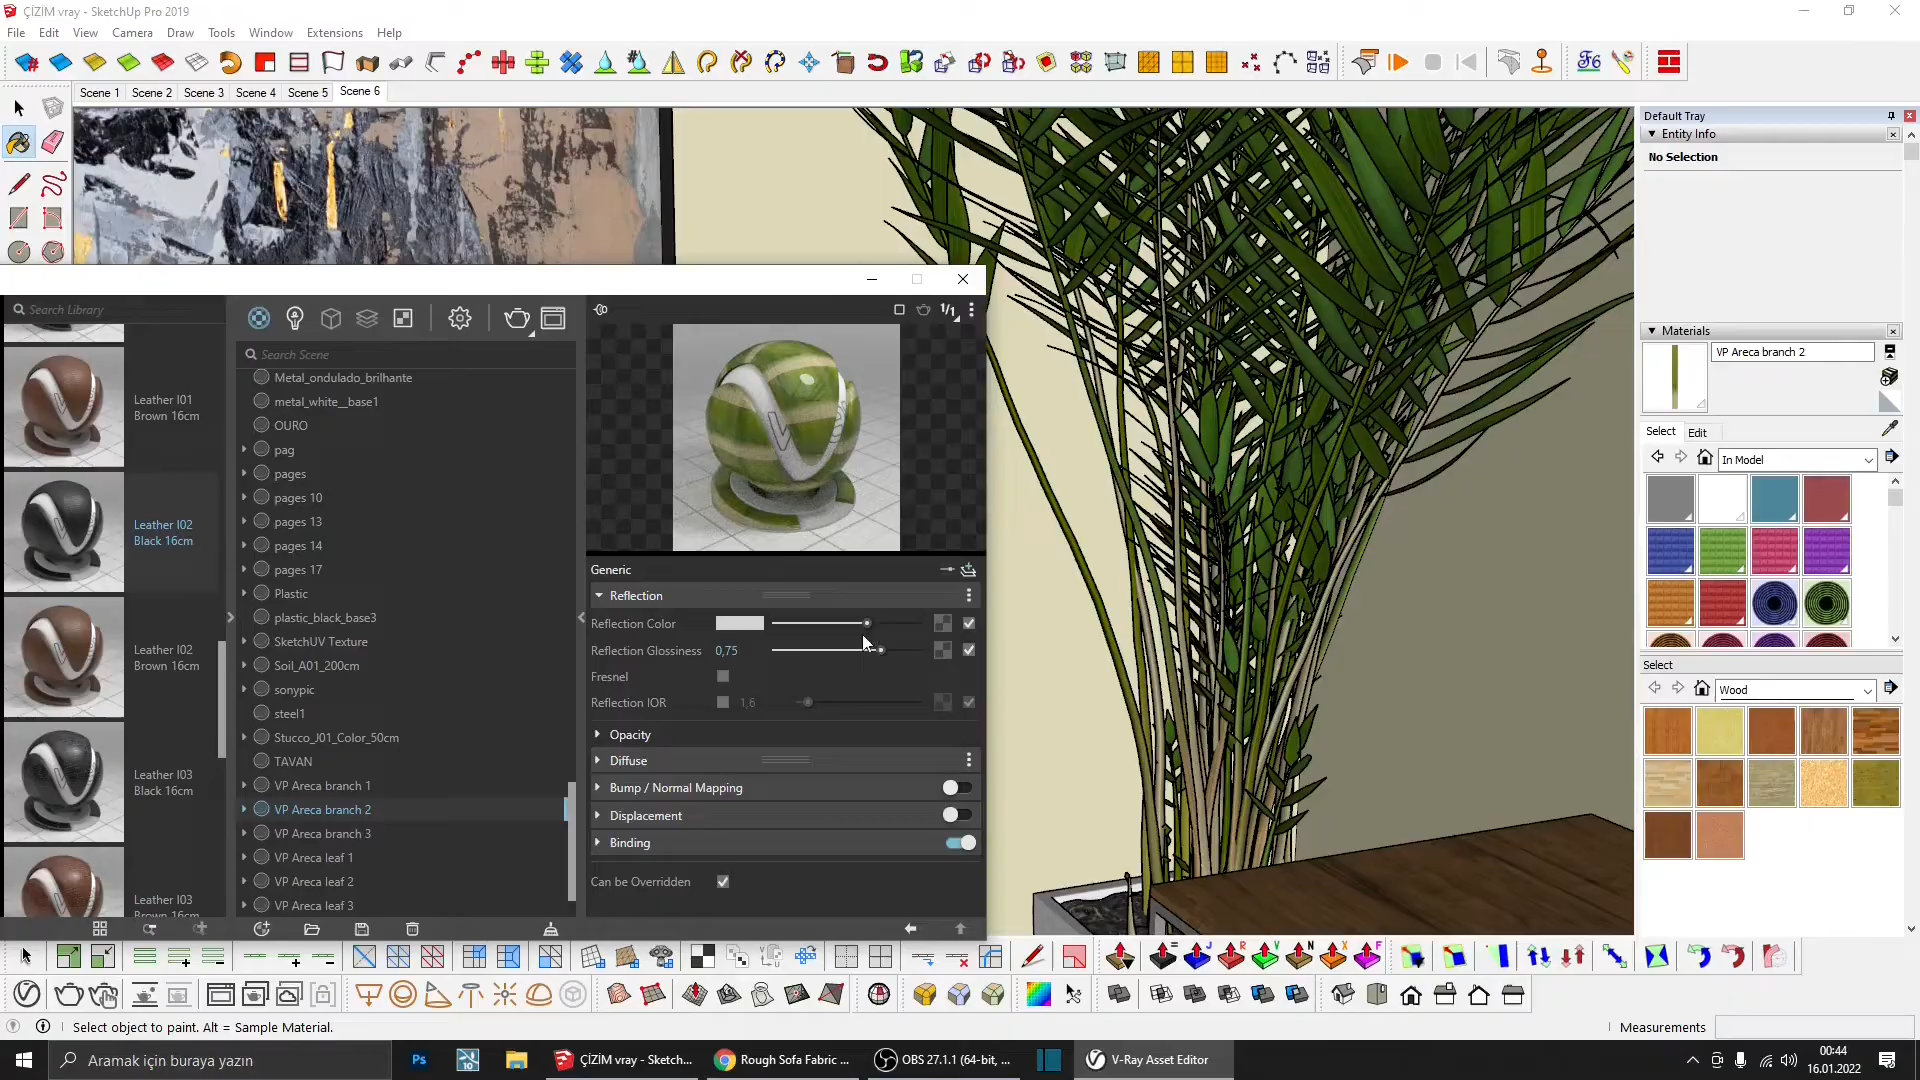 ÇİZİM vray - SketchUp Pro 2019
File Edit View Camera Draw Tools Window Extensions Help
Scene 1 Scene 2 Scene 3 Scene 4 Scene 5 Scene 6
Default Tray
Entity Info
No Selection
Search Library
1/1
Search Scene
Leather I01
Brown 16cm
Leather I02
Black 16cm
Leather I02
Brown 16cm
Leather I03
Black 16cm
Leather I03
Brown 16cm
Metal_ondulado_brilhante
metal_white__base1
OURO
pag
pages
pages 10
pages 13
pages 14
pages 17
Plastic
plastic_black_base3
SketchUV Texture
Soil_A01_200cm
sonypic
steel1
Stucco_J01_Color_50cm
TAVAN
VP Areca branch 1
VP Areca branch 2
VP Areca branch 3
VP Areca leaf 1
VP Areca leaf 2
VP Areca leaf 3
Generic
Reflection
Reflection Color
Reflection Glossiness 0,75
Fresnel
Reflection IOR 1,6
Opacity
Diffuse
Bump / Normal Mapping
Displacement
Binding
Can be Overridden
Materials
VP Areca branch 2
Select Edit
In Model
Select
Wood
Select object to paint. Alt = Sample Material.
Measurements
Aramak için buraya yazın
Ps
10
ÇİZİM vray - Sketch...
Rough Sofa Fabric ...
OBS 27.1.1 (64-bit, ...
V-Ray Asset Editor
00:44
16.01.2022